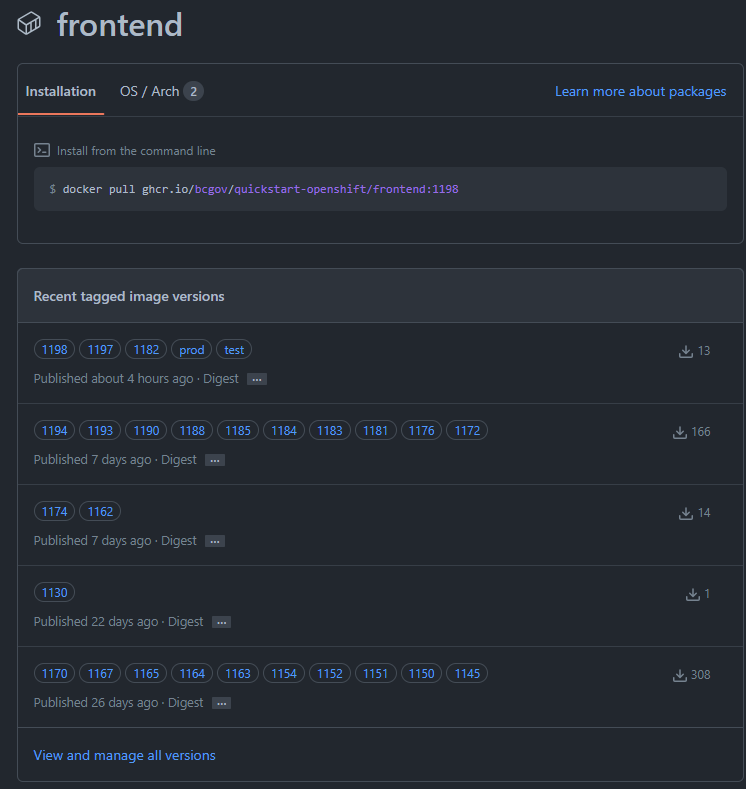 frontend
Installation OS / Arch 2 Learn more about packages
Install from the command line
$ docker pull ghcr.io/bcgov/quickstart-openshift/frontend:1198
Recent tagged image versions
1198 1197 1182 prod test 13
Published about 4 hours ago · Digest ...
1194 1193 1190 1188 1185 1184 1183 1181 1176 1172 166
Published 7 days ago · Digest ...
1174 1162 14
Published 7 days ago · Digest ...
1130 1
Published 22 days ago · Digest ...
1170 1167 1165 1164 1163 1154 1152 1151 1150 1145 308
Published 26 days ago · Digest ...
View and manage all versions